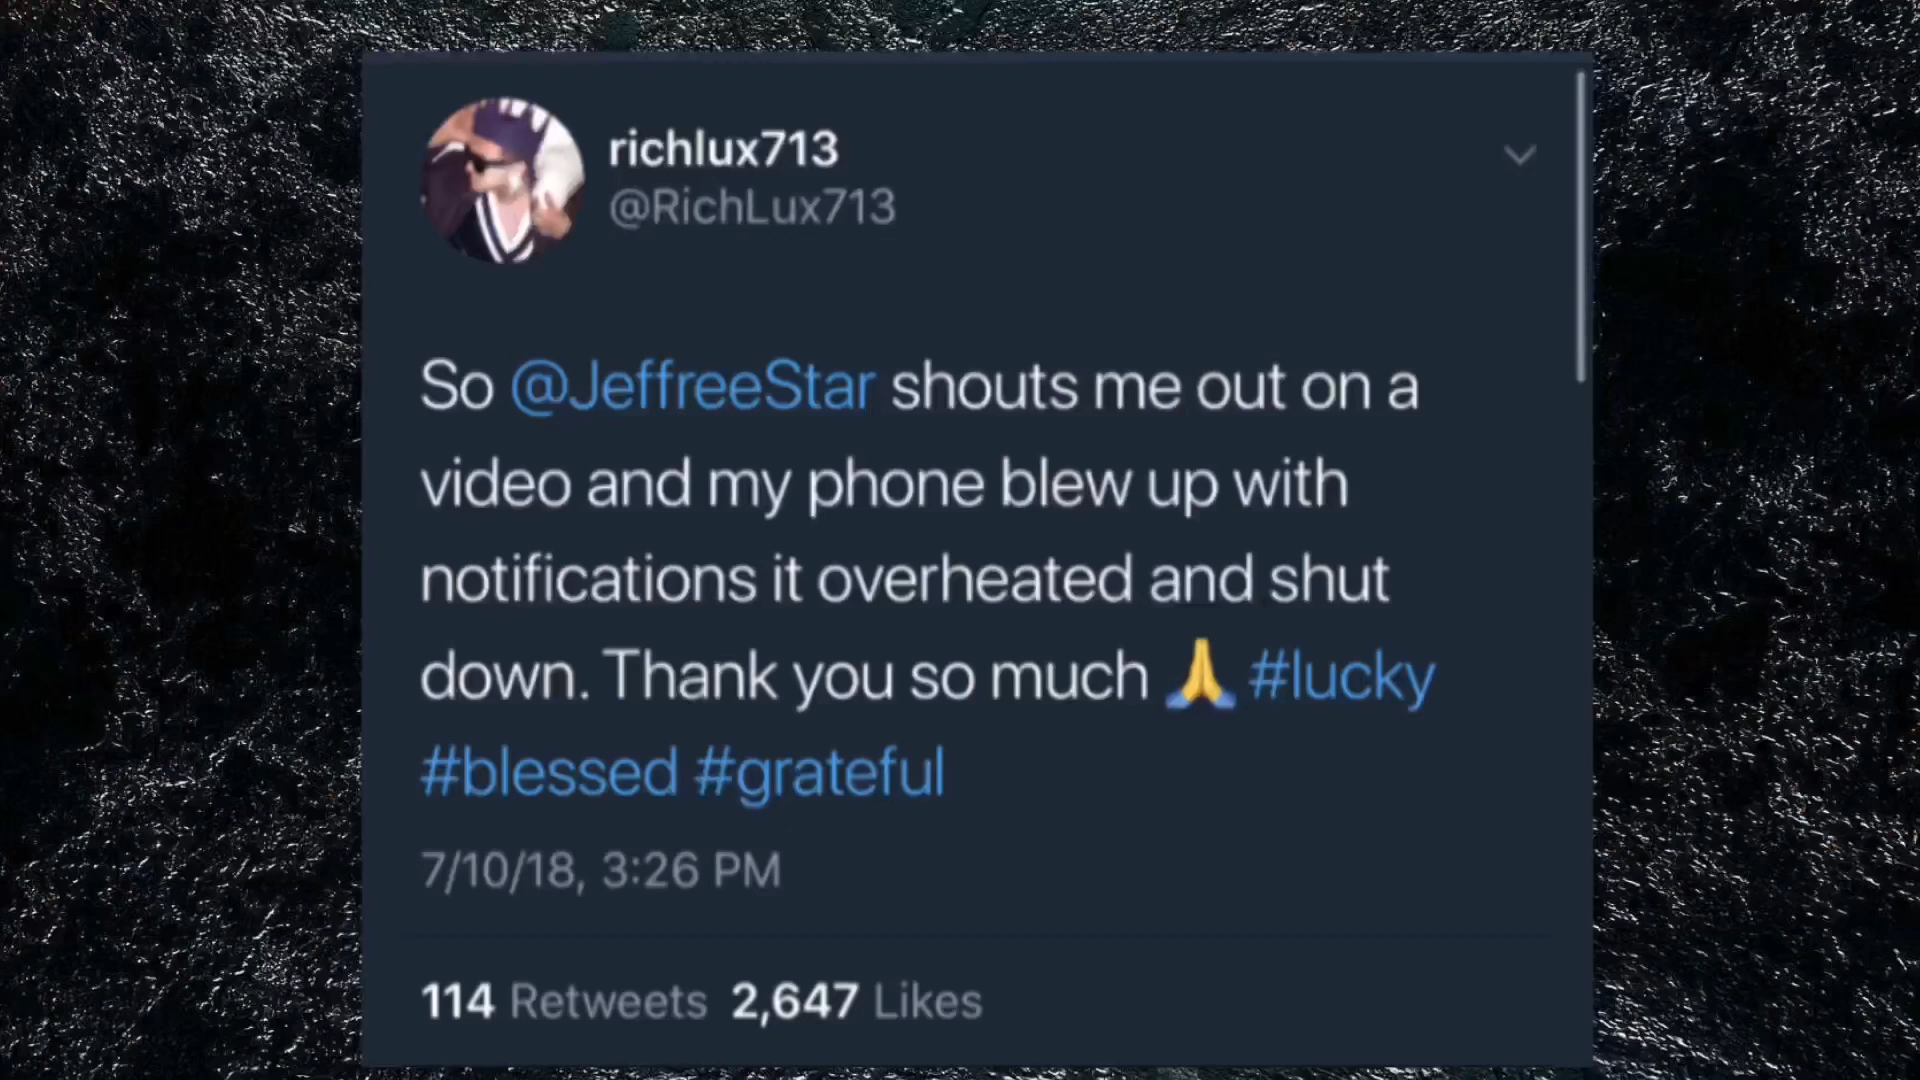 richlux713
@RichLux713
So @JeffreeStar shouts me out on a
video and my phone blew up with
notifications it overheated and shut
down. Thank you so much 🙏 #lucky
#blessed #grateful
7/10/18, 3:26 PM
114 Retweets 2,647 Likes